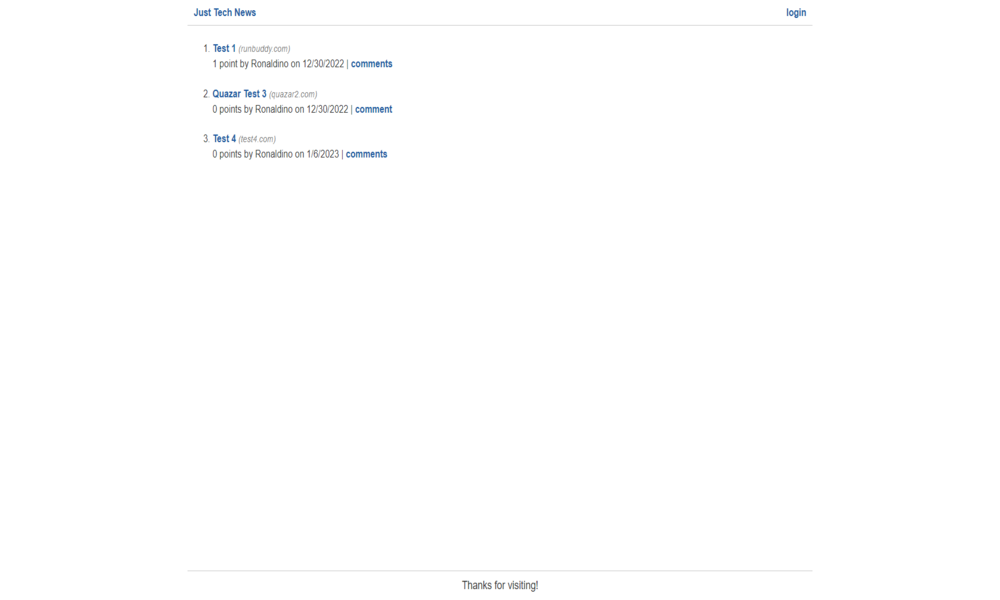 Just Tech News login
1. Test 1 (runbuddy.com)
1 point by Ronaldino on 12/30/2022 | comments
2. Quazar Test 3 (quazar2.com)
0 points by Ronaldino on 12/30/2022 | comment
3. Test 4 (test4.com)
0 points by Ronaldino on 1/6/2023 | comments
Thanks for visiting!